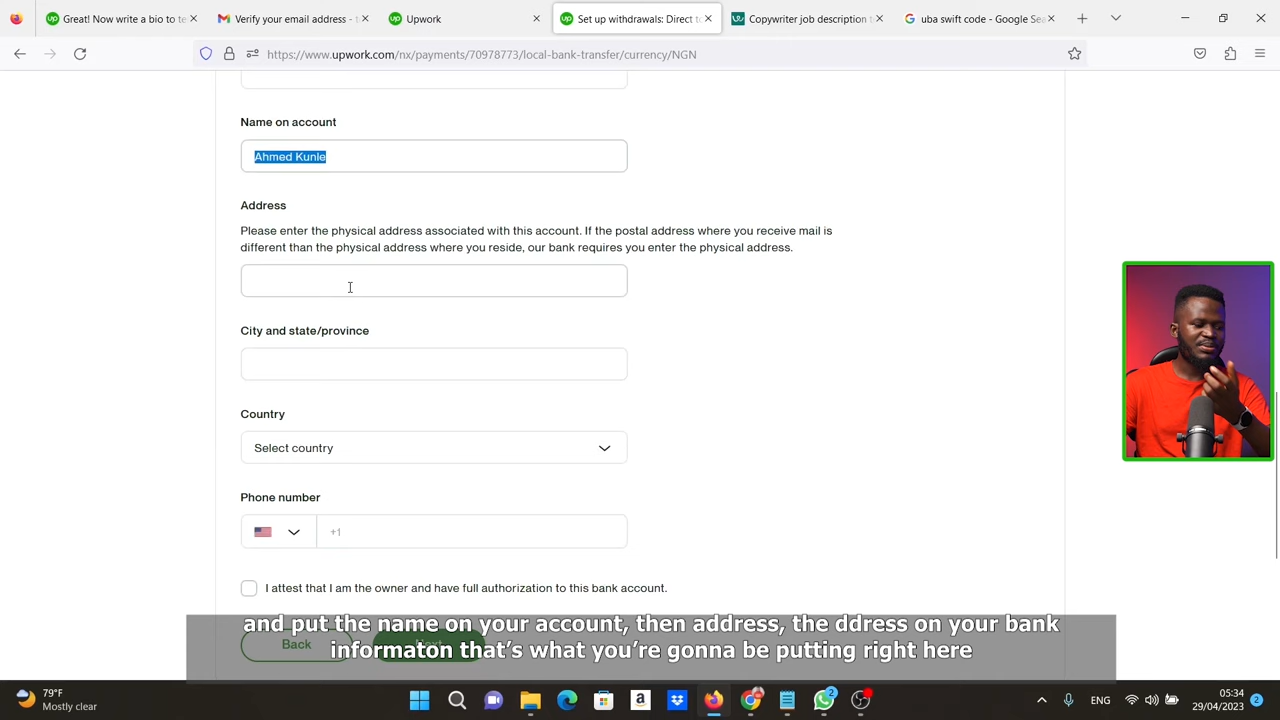 Great! Now write a bio to te
Verify your email address - t
Upwork
Set up withdrawals: Direct to
Copywriter job description t
uba swift code - Google Sea
https://www.upwork.com/nx/payments/70978773/local-bank-transfer/currency/NGN
Name on account
Ahmed Kunle
Address
Please enter the physical address associated with this account. If the postal address where you receive mail is
different than the physical address where you reside, our bank requires you enter the physical address.
City and state/province
Country
Select country
Phone number
+1
I attest that I am the owner and have full authorization to this bank account.
and put the name on your account, then address, the ddress on your bank
informaton that's what you're gonna be putting right here
Back
Next
79°F
Mostly clear
2
ENG
05:34
29/04/2023
2